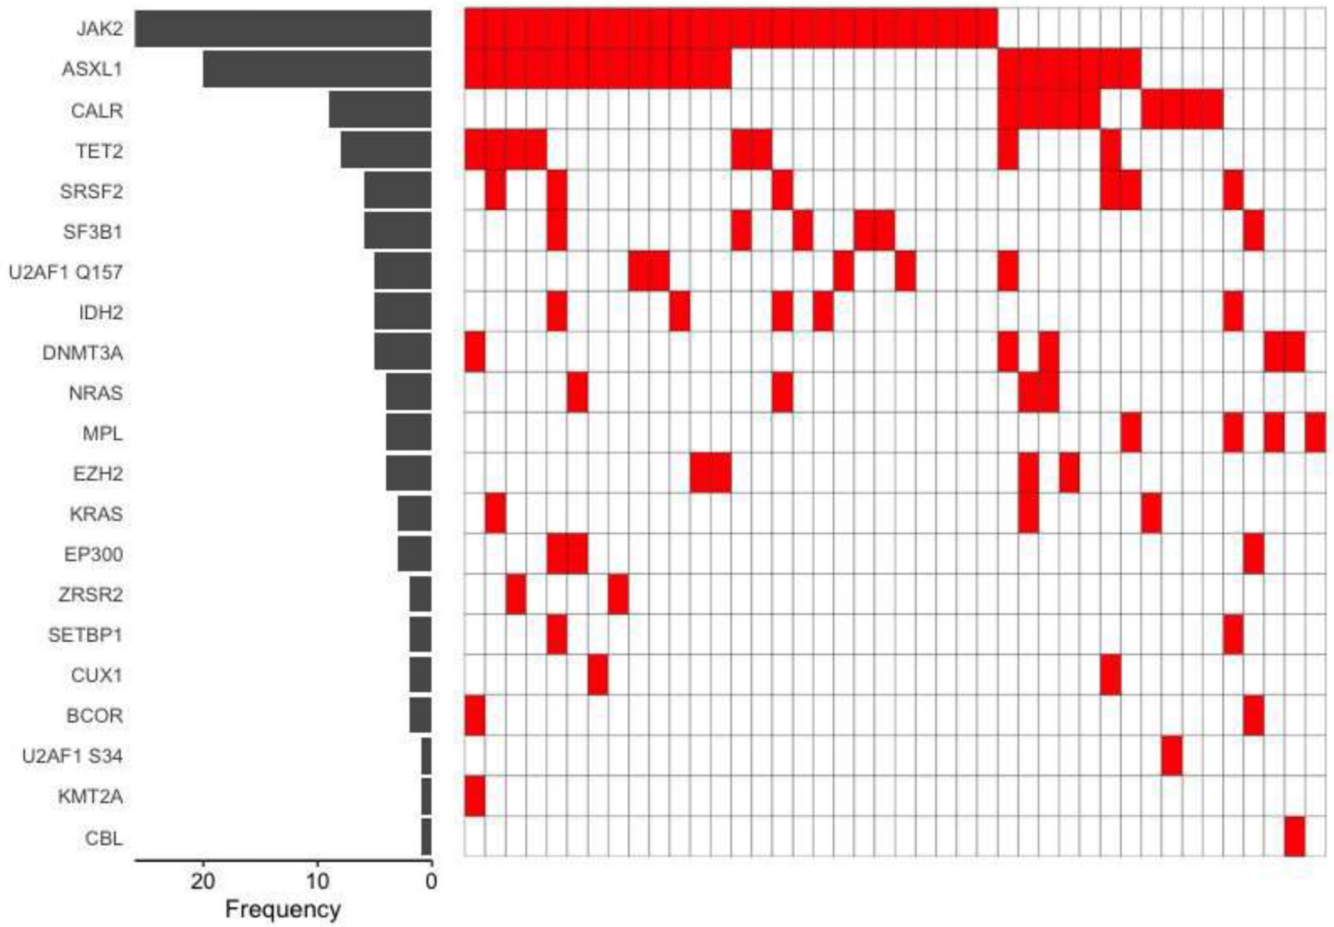 JAK2
ASXL1
CALR
TET2
SRSF2
SF3B1
U2AF1 Q157
IDH2
DNMT3A
NRAS
MPL
EZH2
KRAS
EP300
ZRSR2
SETBP1
CUX1
BCOR
U2AF1 S34
KMT2A
CBL
20 10 0
Frequency